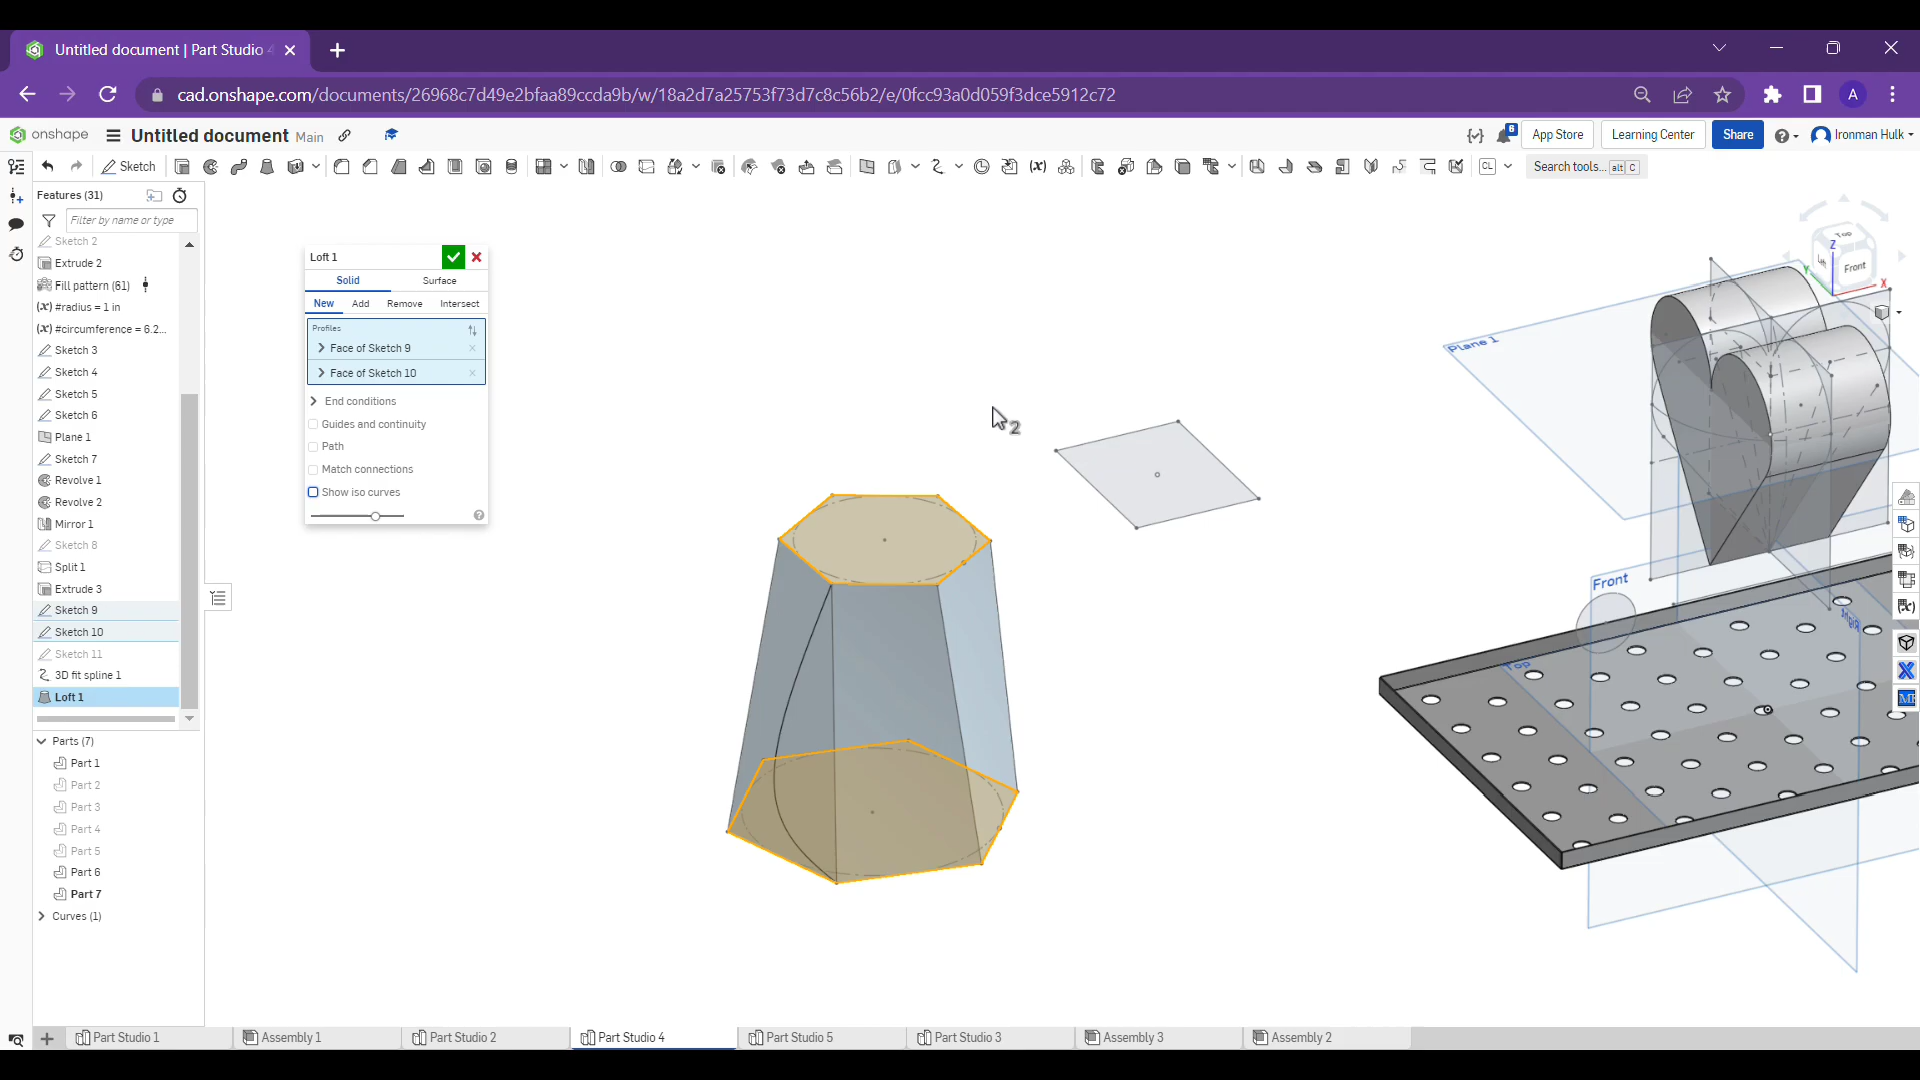 Untitled document | Part Studio 4
cad.onshape.com/documents/26968c7d49e2bfaa89ccda9b/w/18a2d7a25753f73d7c8c56b2/e/0fcc93a0d059f3dce5912c72
A
onshape
Untitled document Main
6
App Store
Learning Center
Share
Ironman Hulk
Sketch
CL
Search tools... alt C
Features (31)
Filter by name or type
Sketch 2
Extrude 2
Fill pattern (81)
(x) #radius = 1 in
(x) #circumference = 6.2...
Sketch 3
Sketch 4
Sketch 5
Sketch 6
Plane 1
Sketch 7
Revolve 1
Revolve 2
Mirror 1
Sketch 8
Split 1
Extrude 3
Sketch 9
Sketch 10
Sketch 11
3D fit spline 1
Loft 1
Parts (7)
Part 1
Part 2
Part 3
Part 4
Part 5
Part 6
Part 7
Curves (1)
Loft 1
Solid
Surface
New
Add
Remove
Intersect
Profiles
Face of Sketch 9
Face of Sketch 10
End conditions
Guides and continuity
Path
Match connections
Show iso curves
2
Plane 1
Front
Top
Right
Top
Z
Left
Front
Y
X
Part Studio 1
Assembly 1
Part Studio 2
Part Studio 4
Part Studio 5
Part Studio 3
Assembly 3
Assembly 2